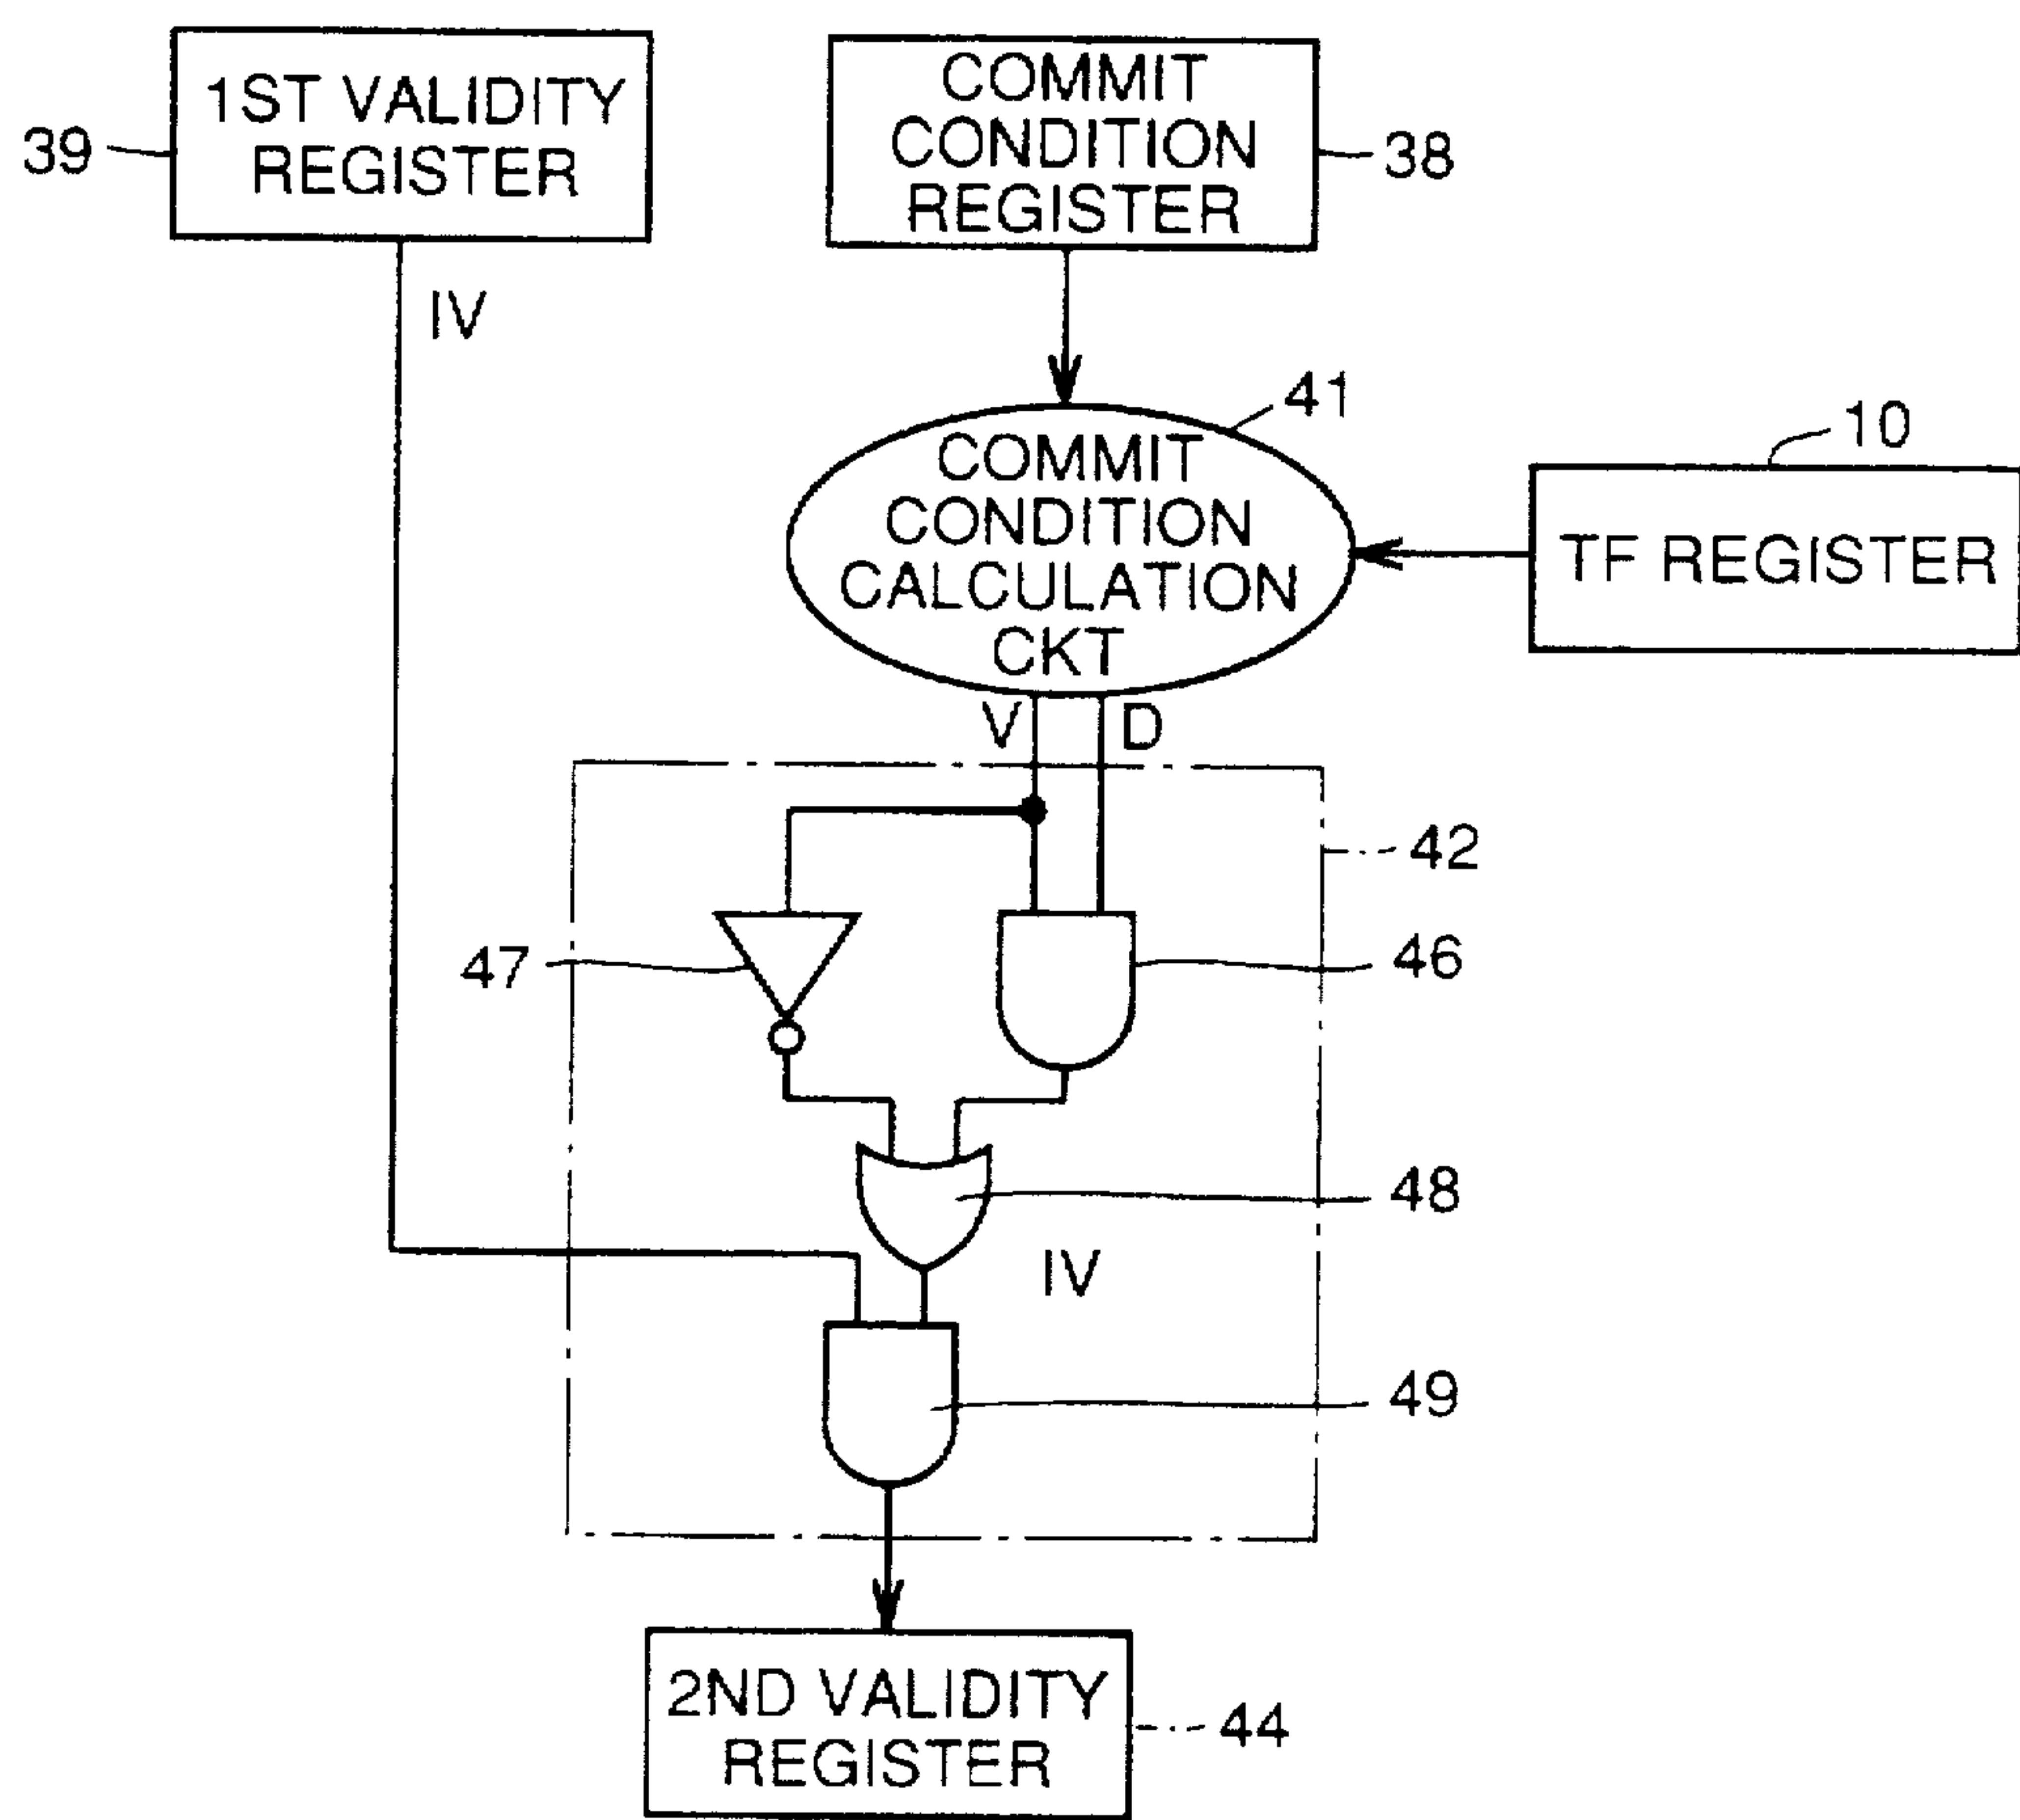 1ST VALIDITY
REGISTER
39
COMMIT
CONDITION
REGISTER
38
IV
COMMIT
CONDITION
CALCULATION
CKT
41
10
TF REGISTER
V
D
42
47
46
48
IV
49
2ND VALIDITY
REGISTER
44